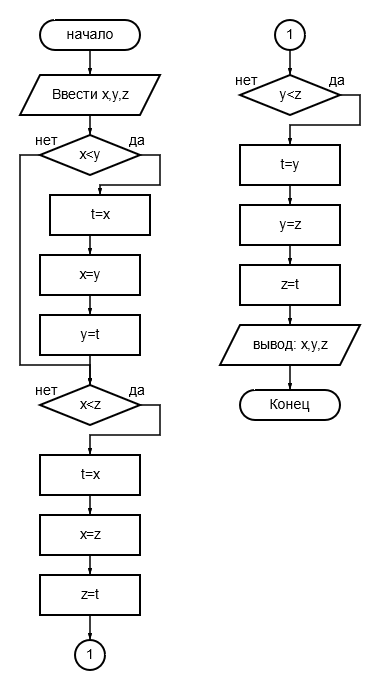 начало
Ввести x,y,z
нет
да
x<y
t=x
x=y
y=t
нет
да
x<z
t=x
x=z
z=t
1
1
нет
да
y<z
t=y
y=z
z=t
вывод: x,y,z
Конец